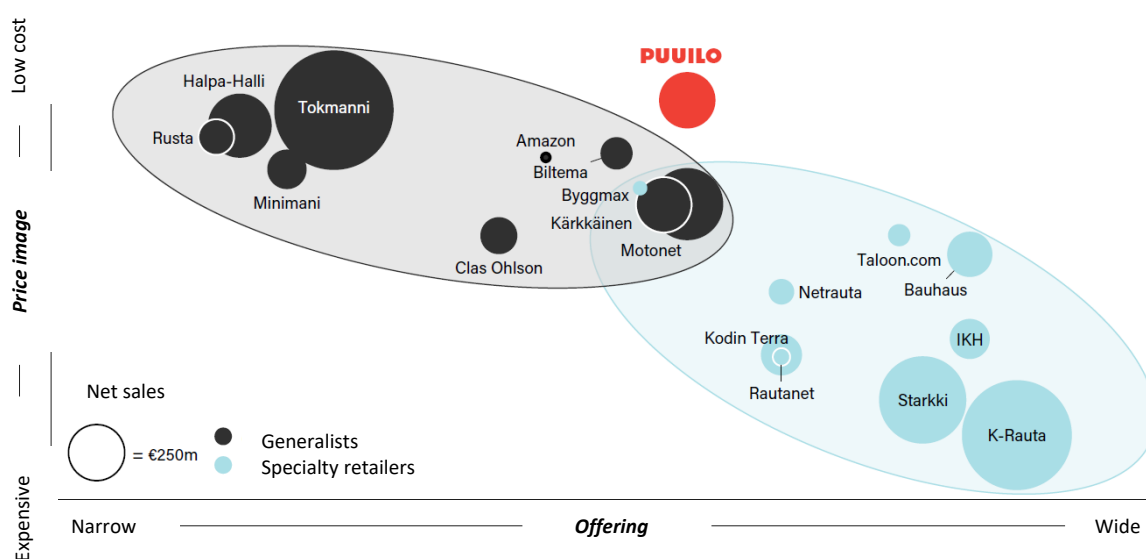 Low cost
Price image
Expensive
PUUILO
Halpa-Halli
Tokmanni
Rusta
Minimani
Amazon
Biltema
Byggmax
Kärkkäinen
Motonet
Clas Ohlson
Taloon.com
Bauhaus
Netrauta
Kodin Terra
IKH
Rautanet
Starkki
K-Rauta
Net sales
= €250m
Generalists
Specialty retailers
Narrow
Offering
Wide